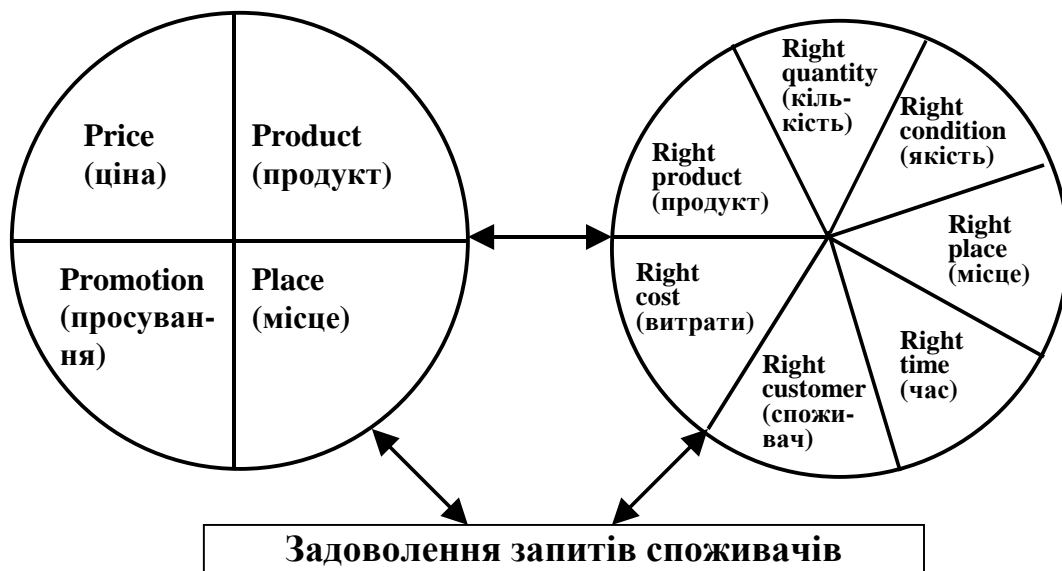 Price
(ціна)
Product
(продукт)
Promotion
(просуван-
ня)
Place
(місце)
Right
quantity
(кіль-
кість)
Right
condition
(якість)
Right
product
(продукт)
Right
place
(місце)
Right
cost
(витрати)
Right
time
(час)
Right
customer
(спожи-
вач)
Задоволення запитів споживачів